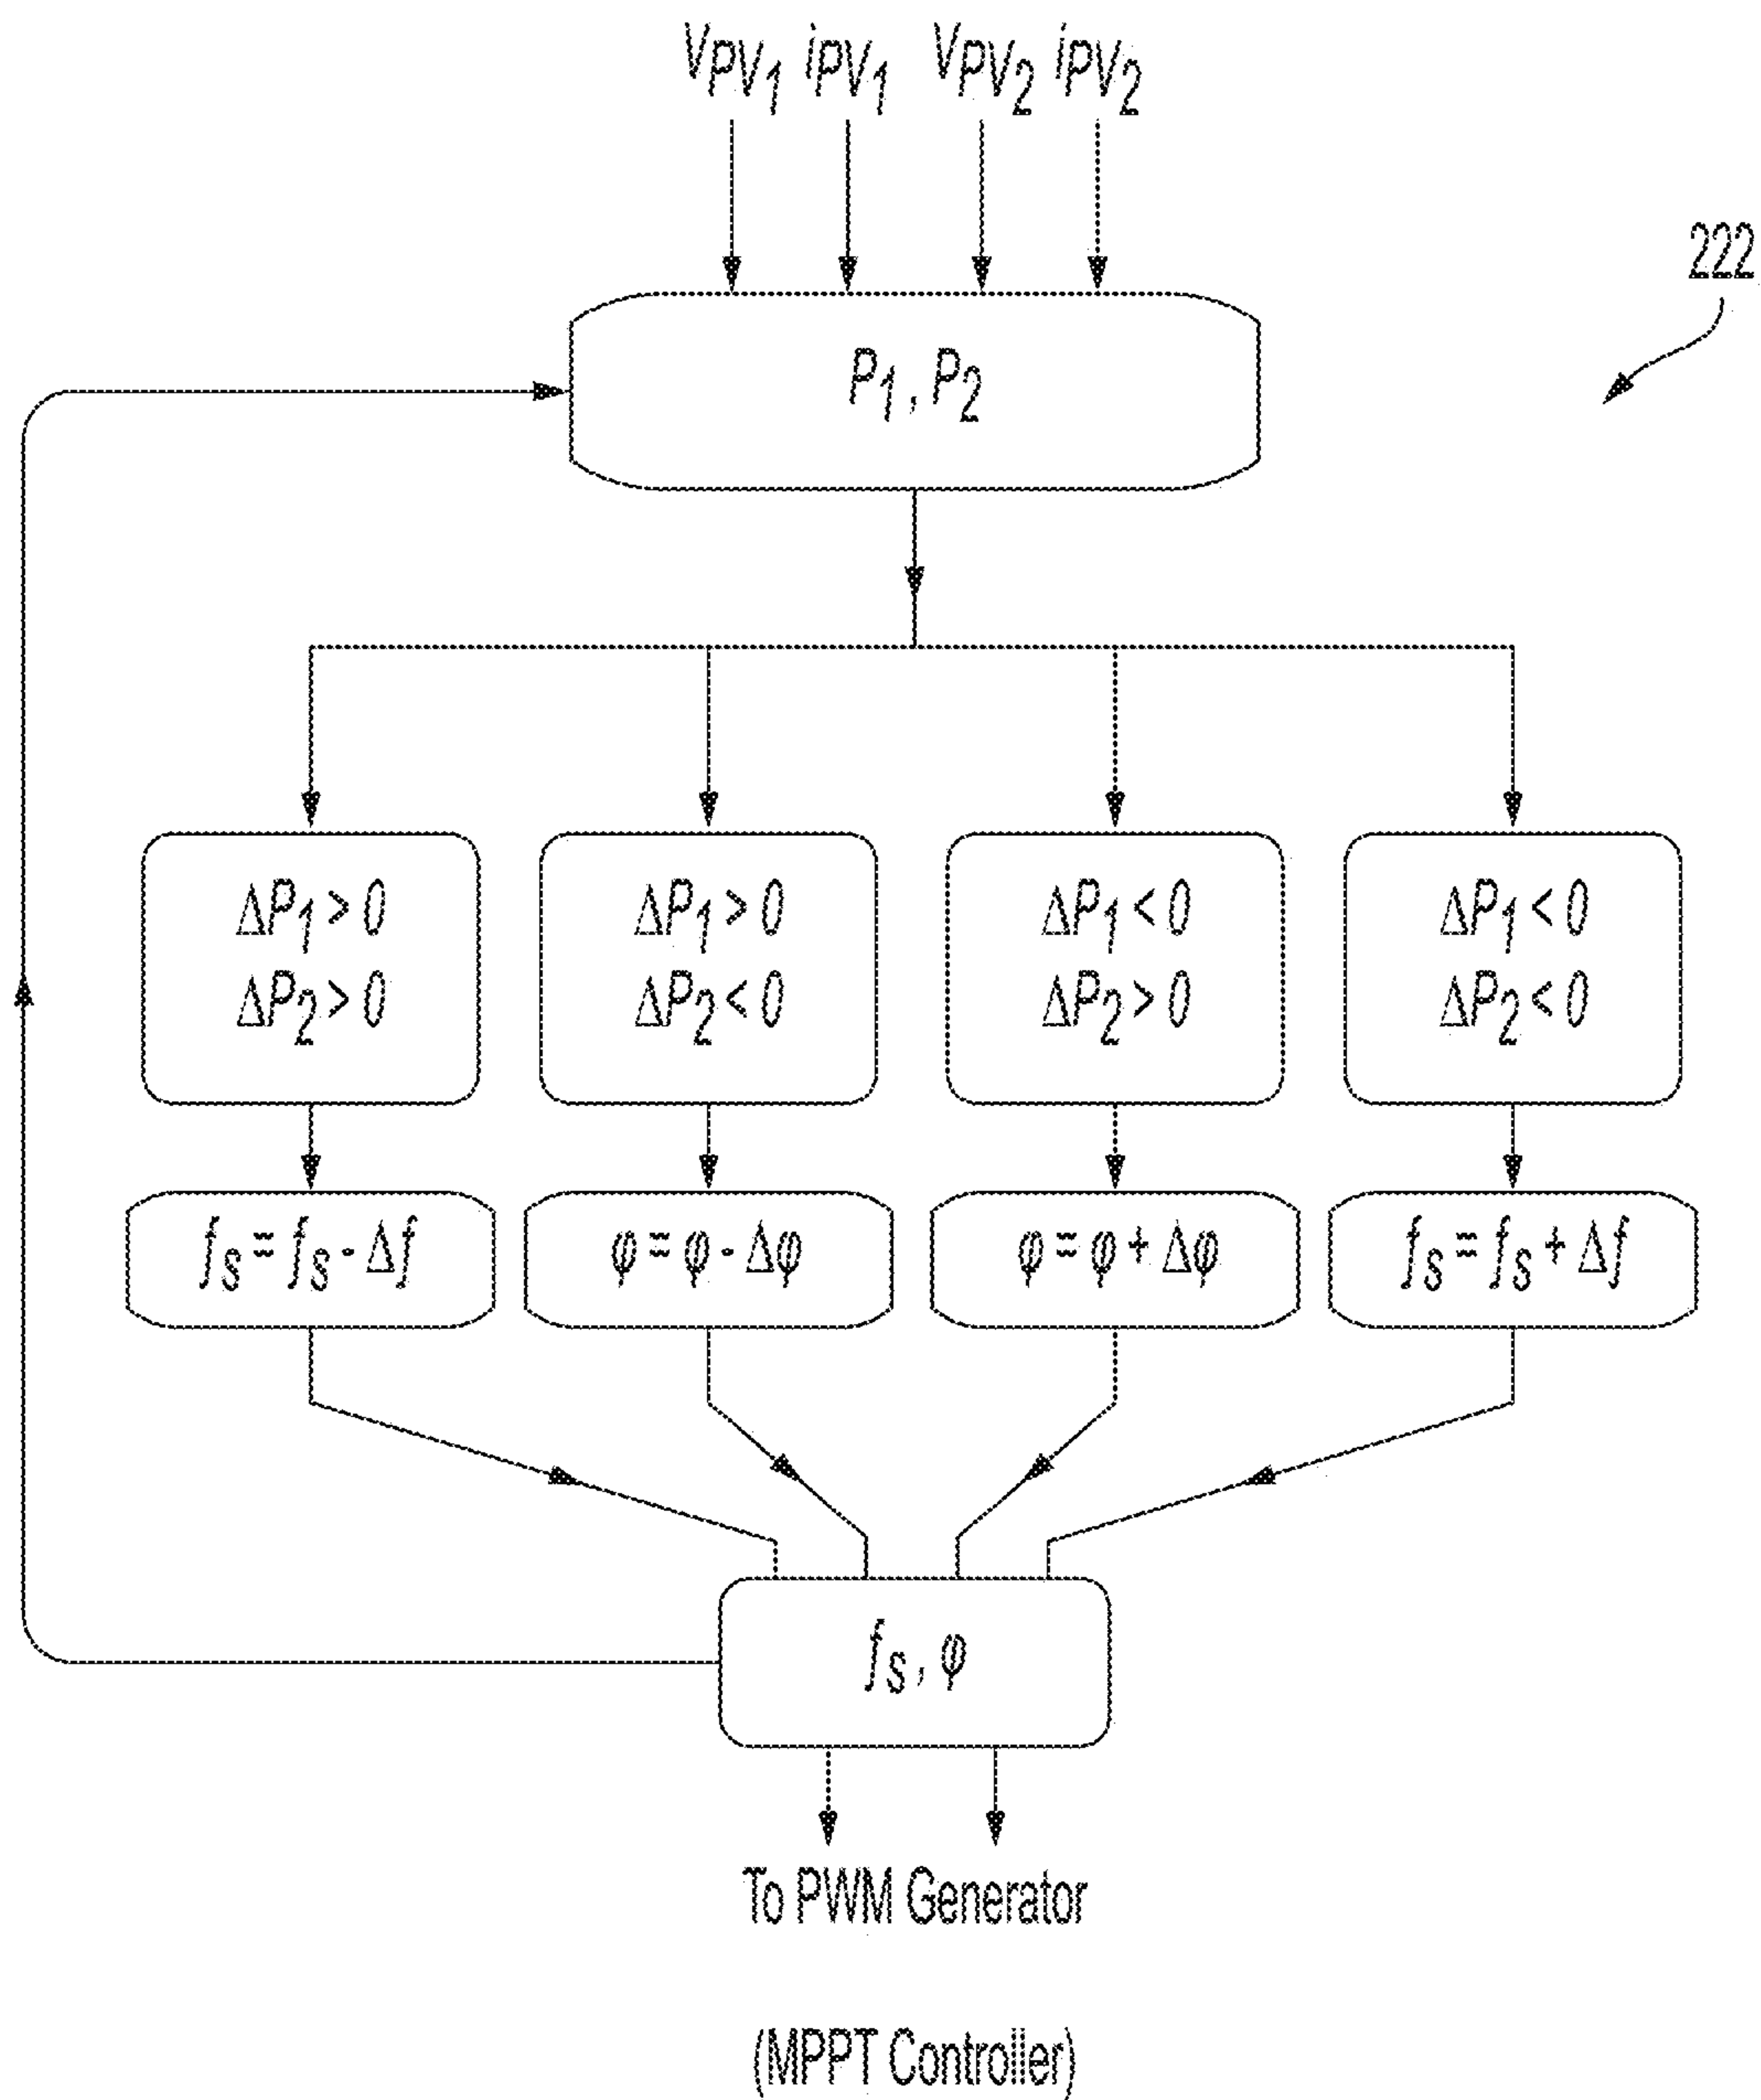 VPV1 iPV1 VPV2 iPV2
222
P1, P2
ΔP1 > 0
ΔP2 > 0
ΔP1 > 0
ΔP2 < 0
ΔP1 < 0
ΔP2 > 0
ΔP1 < 0
ΔP2 < 0
fs = fs - Δf
φ = φ - Δφ
φ = φ + Δφ
fs = fs + Δf
fs, φ
To PWM Generator
(MPPT Controller)